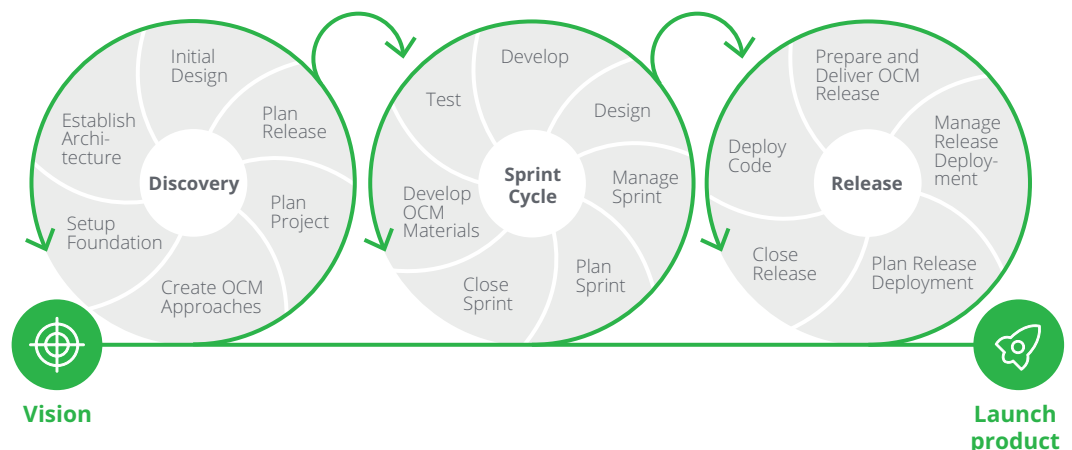 Initial
Design
Plan
Release
Establish
Archi-
tecture
Discovery
Plan
Project
Setup
Foundation
Create OCM
Approaches
Develop
Test
Design
Sprint
Cycle
Manage
Sprint
Develop
OCM
Materials
Plan
Sprint
Close
Sprint
Prepare and
Deliver OCM
Release
Manage
Release
Deploy-
ment
Deploy
Code
Release
Close
Release
Plan Release
Deployment
Vision
Launch
product